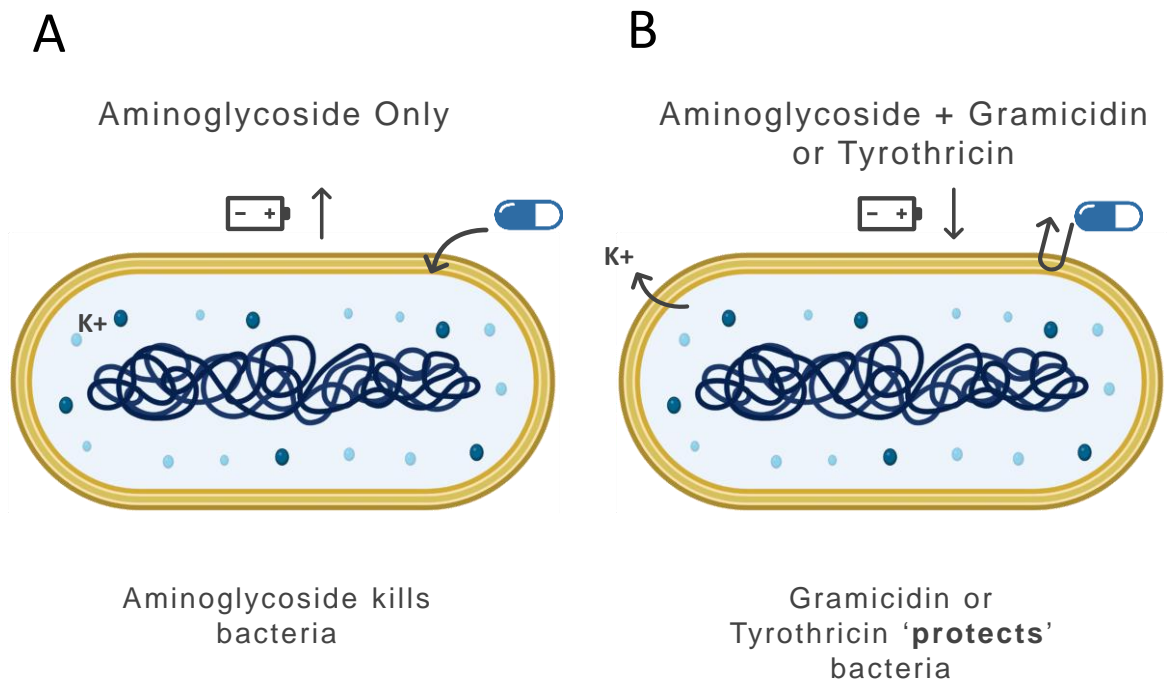 A
Aminoglycoside Only
- +
K+
Aminoglycoside kills
bacteria
B
Aminoglycoside + Gramicidin
or Tyrothricin
- +
K+
Gramicidin or
Tyrothricin ‘protects’
bacteria